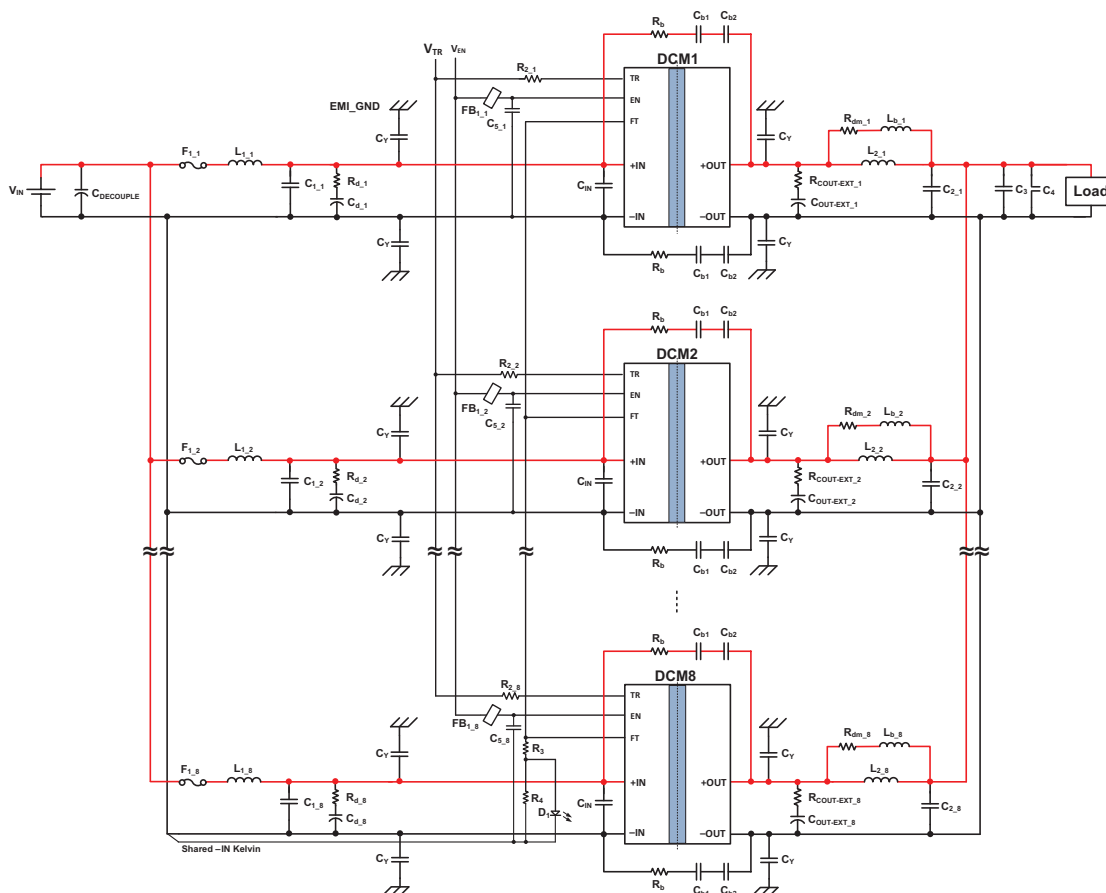 R_b C_b1 C_b2
V_TR V_EN
DCM1
R_2_1 TR
EN
FB_1_1 C_5_1 FT
EMI_GND
C_Y C_Y
R_dm_1 L_b_1
F_1_1 L_1_1 +IN +OUT L_2_1
V_IN C_DECOUPLE C_1_1 R_d_1 C_d_1 C_IN R_COUT-EXT_1 C_OUT-EXT_1 C_2_1 C_3 C_4 Load
–IN –OUT
C_Y C_Y
R_b C_b1 C_b2
R_b C_b1 C_b2
DCM2
R_2_2 TR
EN
FB_1_2 C_5_2 FT
C_Y C_Y
R_dm_2 L_b_2
F_1_2 L_1_2 +IN +OUT L_2_2
C_1_2 R_d_2 C_d_2 C_IN R_COUT-EXT_2 C_OUT-EXT_2 C_2_2
–IN –OUT
C_Y C_Y
R_b C_b1 C_b2
R_b C_b1 C_b2
DCM8
R_2_8 TR
EN
FB_1_8 C_5_8 FT
R_3
C_Y C_Y
R_dm_8 L_b_8
F_1_8 L_1_8 +IN +OUT L_2_8
C_1_8 R_d_8 C_d_8 R_4 D_1 C_IN R_COUT-EXT_8 C_OUT-EXT_8 C_2_8
–IN –OUT
Shared –IN Kelvin
C_Y C_Y
R_b C_b1 C_b2